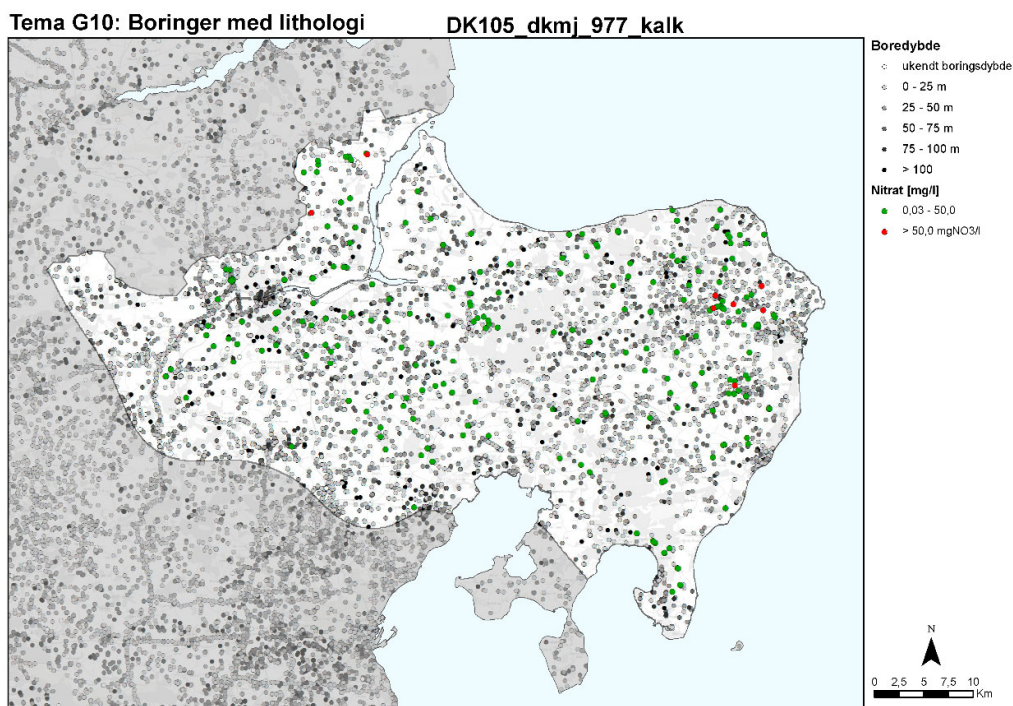 Tema G10: Boringer med lithologi DK105_dkmj_977_kalk
Boredybde
ukendt boringsdybde
0 - 25 m
25 - 50 m
50 - 75 m
75 - 100 m
> 100
Nitrat [mg/l]
0,03 - 50,0
> 50,0 mgNO3/l
N
0 2,5 5 7,5 10
Km